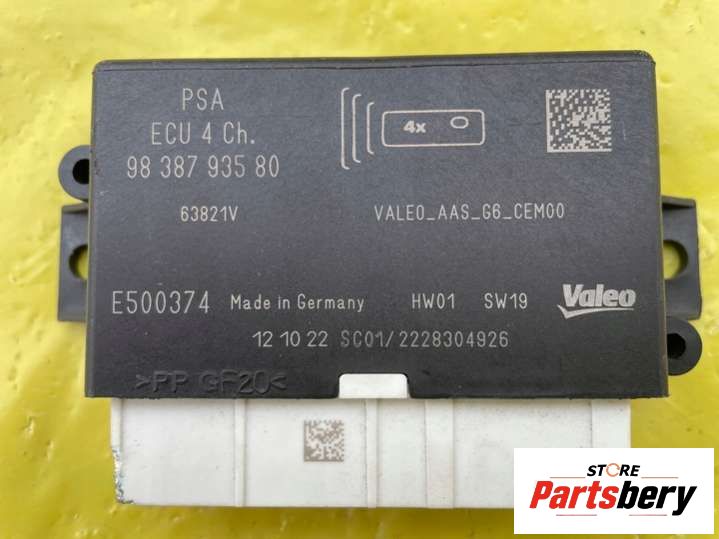 PSA
ECU 4 Ch.
98 387 935 80
4x
63821V
VALEO_AAS_G6_CEM00
E500374 Made in Germany HW01 SW19 Valeo
12 10 22 SC01/2228304926
>PP GF20<
STORE
Partsbery